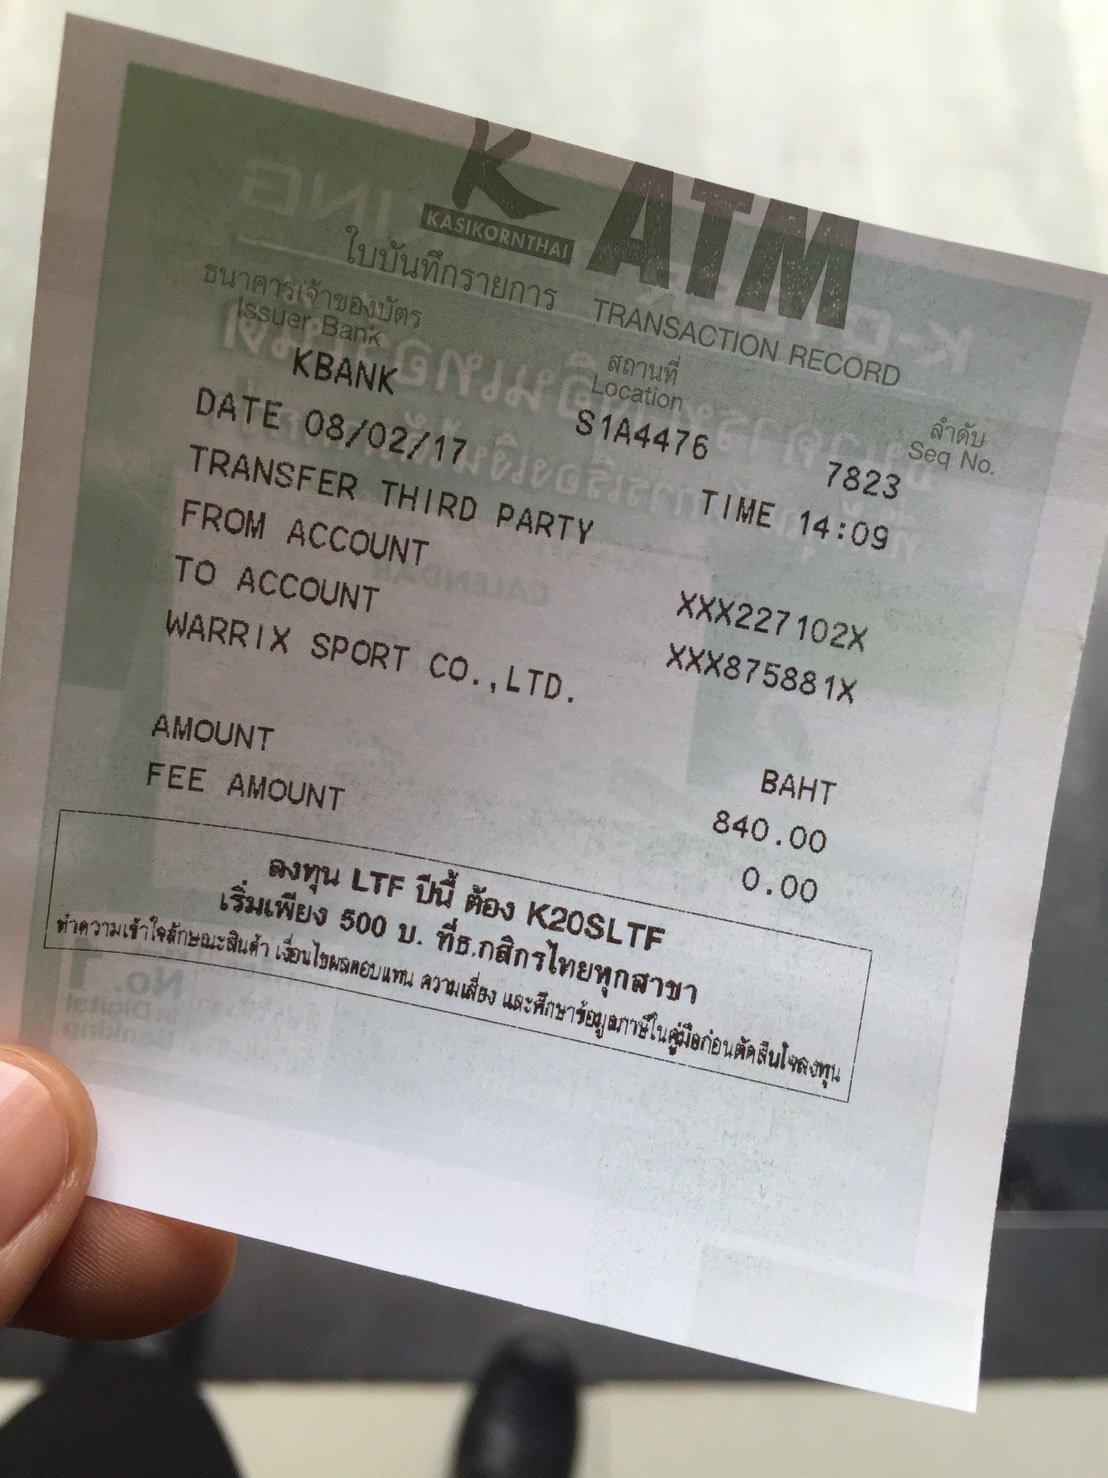 K ATM
KASIKORNTHAI
ใบบันทึกรายการ TRANSACTION RECORD
ธนาคารเจ้าของบัตร สถานที่ ลำดับ
Issuer Bank Location Seq No.
KBANK S1A4476 7823
DATE 08/02/17 TIME 14:09
TRANSFER THIRD PARTY
FROM ACCOUNT XXX227102X
TO ACCOUNT XXX875881X
WARRIX SPORT CO.,LTD.
BAHT
AMOUNT 840.00
FEE AMOUNT 0.00
ลงทุน LTF ปีนี้ ต้อง K20SLTF
เริ่มเพียง 500 บ. ที่ธ.กสิกรไทยทุกสาขา
ทำความเข้าใจลักษณะสินค้า เงื่อนไขผลตอบแทน ความเสี่ยง และศึกษาข้อมูลภาษีในคู่มือก่อนตัดสินใจลงทุน